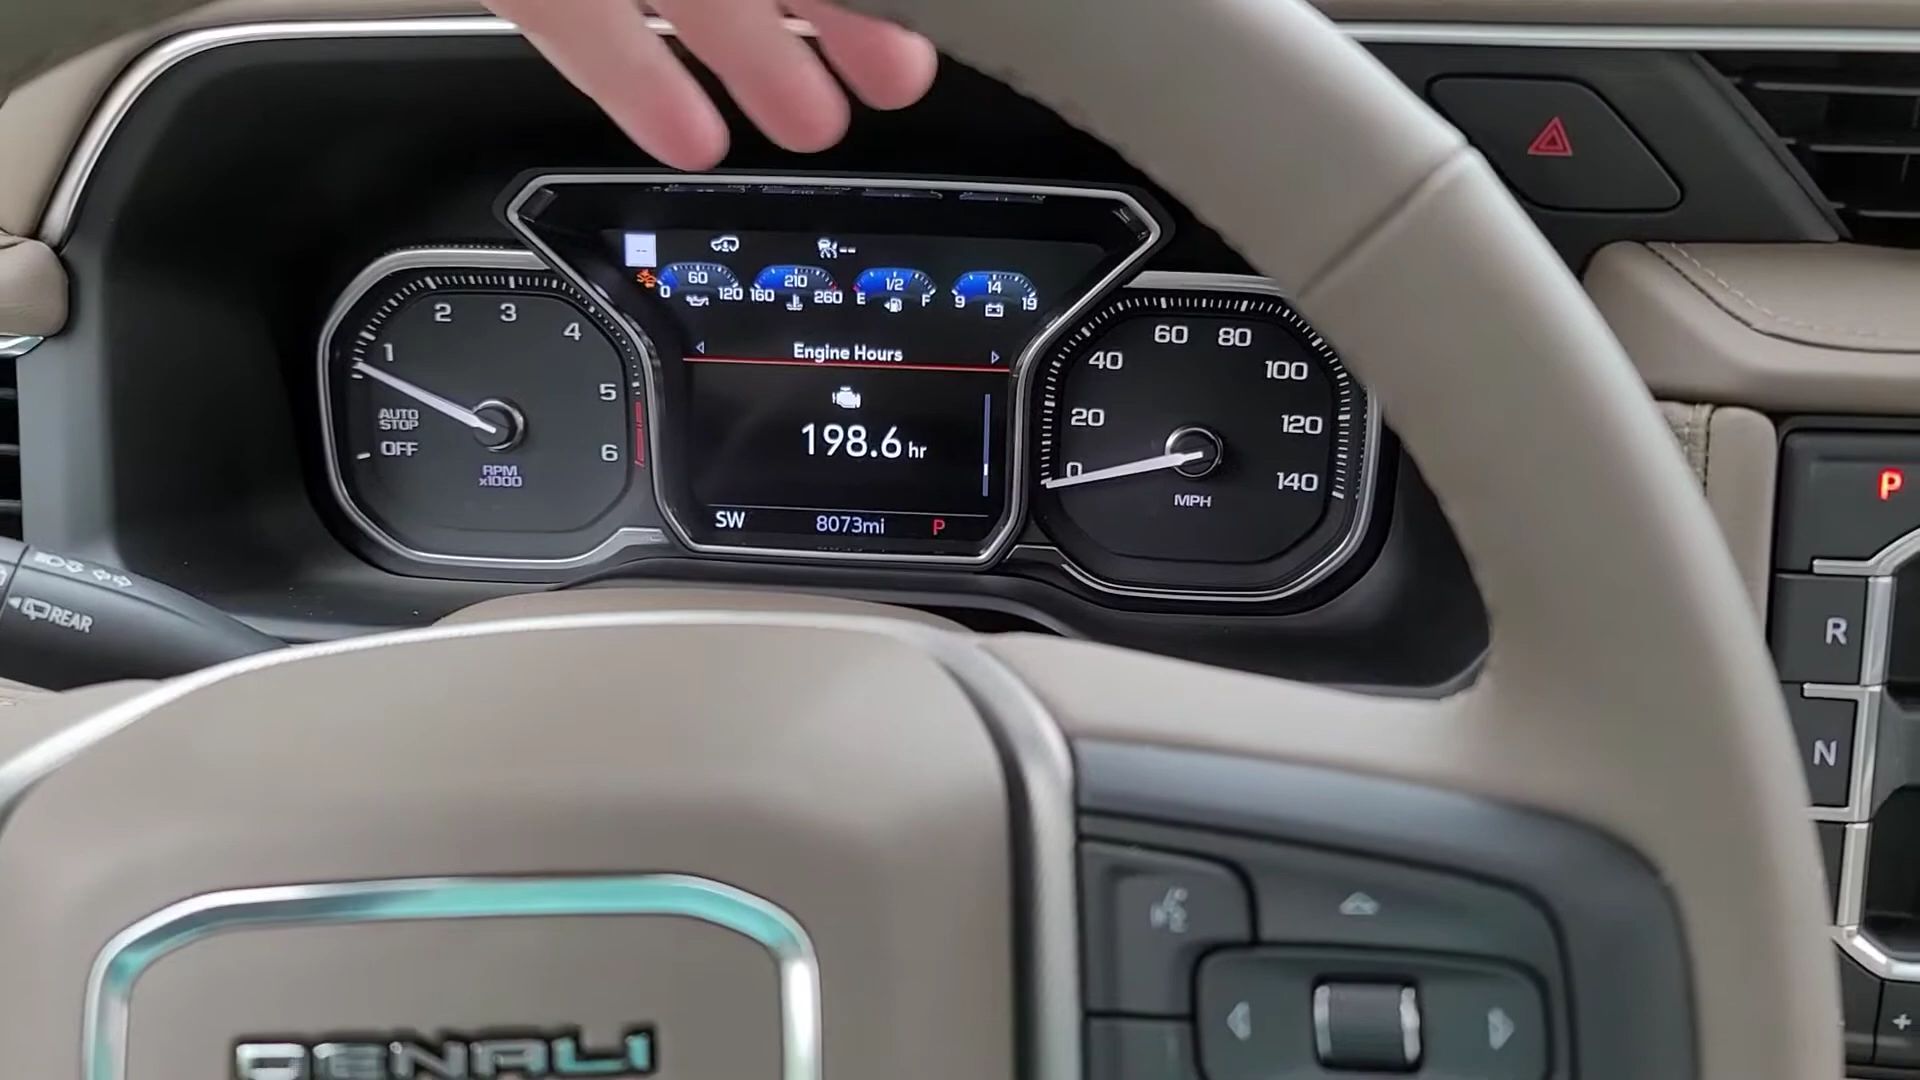 60
0 120
210
160 260
1/2
E F
14
9 19
Engine Hours
198.6 hr
SW 8073mi P
1 2 3 4 5 6
AUTO
STOP
OFF
RPM
x1000
0 20 40 60 80 100 120 140
MPH
REAR
P
R
N
+
DENALI